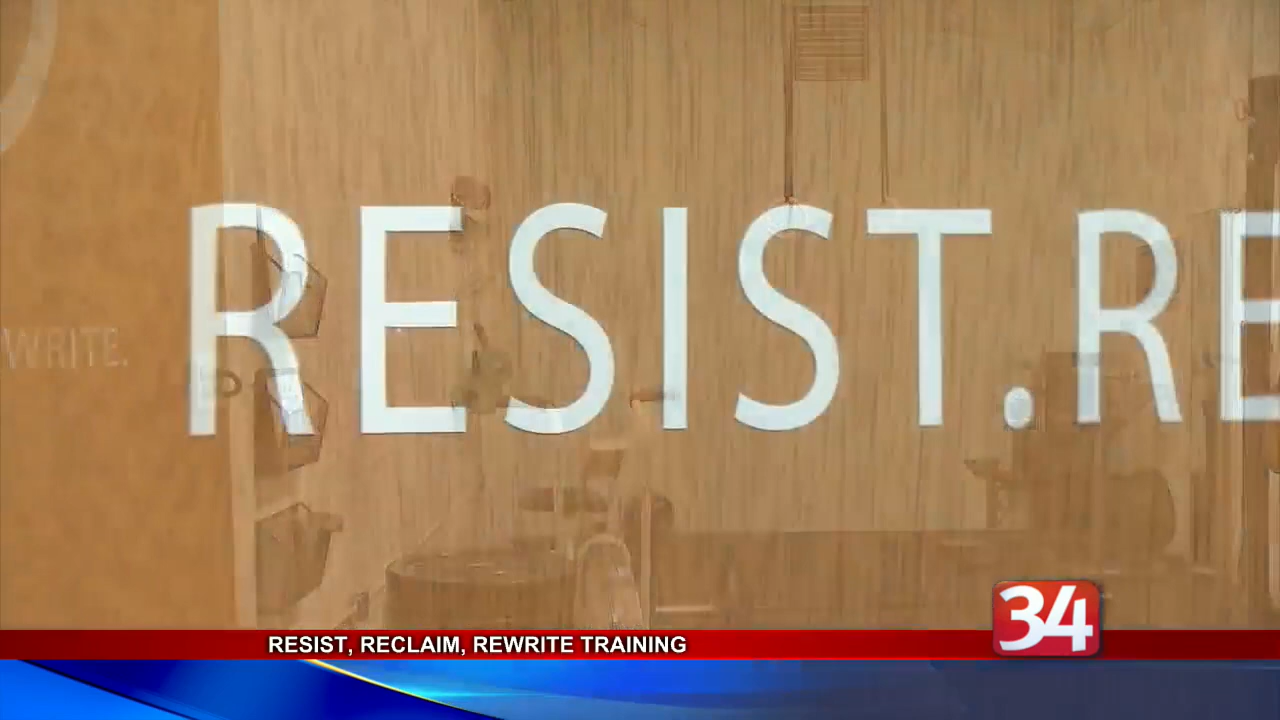 RESIST.RE
WRITE.
RESIST, RECLAIM, REWRITE TRAINING
34